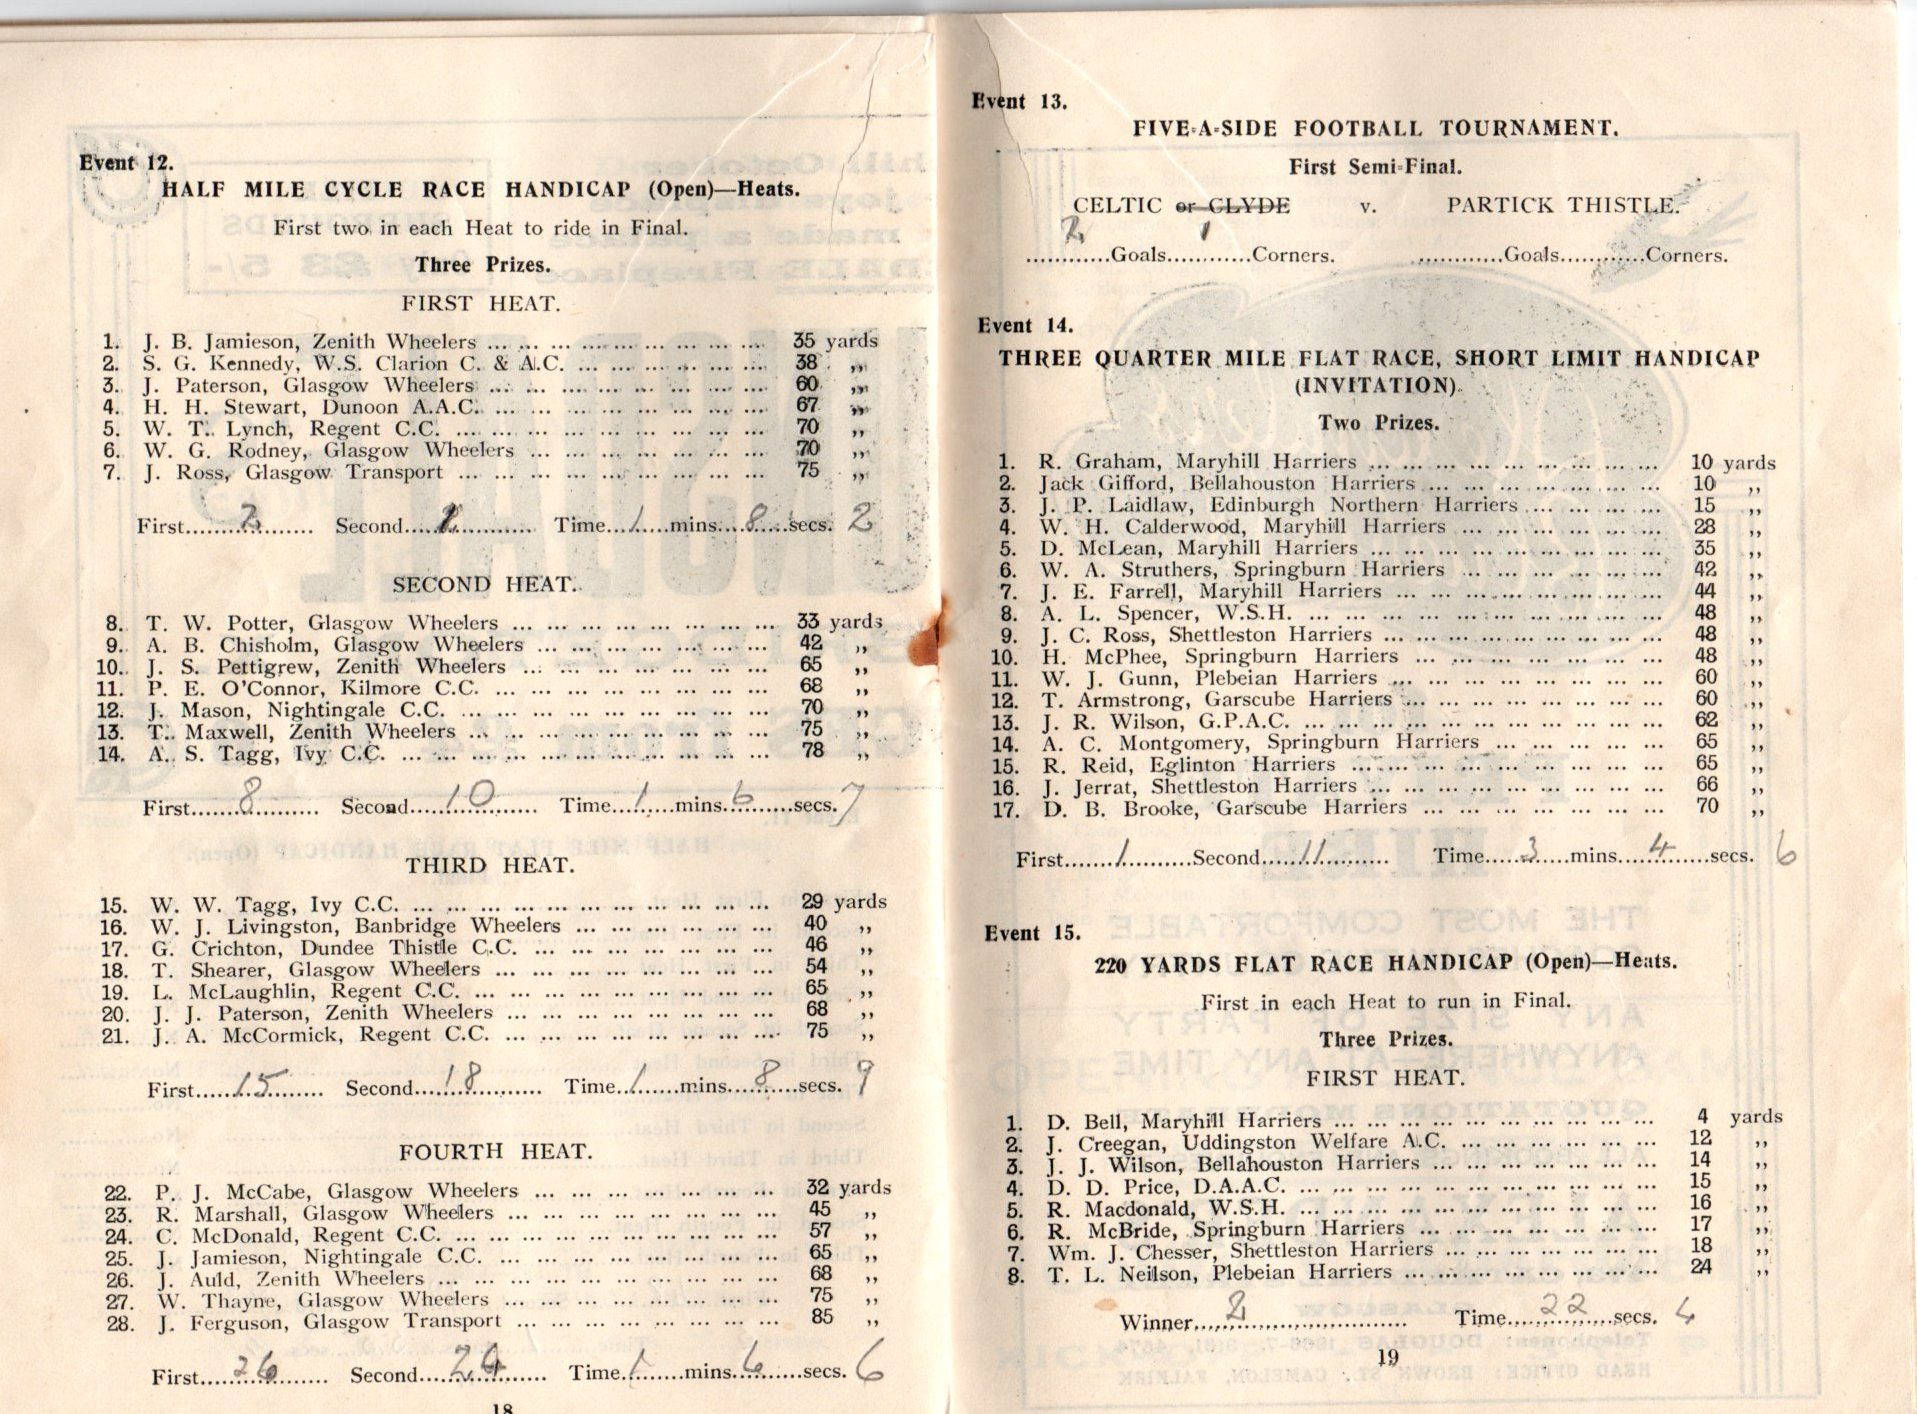 Event 12.
HALF MILE CYCLE RACE HANDICAP (Open)—Heats.
First two in each Heat to ride in Final.
Three Prizes.
FIRST HEAT.
1. J. B. Jamieson, Zenith Wheelers ... 35 yards
2. S. G. Kennedy, W.S. Clarion C. & A.C. ... 38 ,,
3. J. Paterson, Glasgow Wheelers ... 60 ,,
4. H. H. Stewart, Dunoon A.A.C. ... 67 ,,
5. W. T. Lynch, Regent C.C. ... 70 ,,
6. W. G. Rodney, Glasgow Wheelers ... 70 ,,
7. J. Ross, Glasgow Transport ... 75 ,,
First.... Second.... Time...1...mins...8...secs. 2
SECOND HEAT.
8. T. W. Potter, Glasgow Wheelers ... 33 yards
9. A. B. Chisholm, Glasgow Wheelers ... 42 ,,
10. J. S. Pettigrew, Zenith Wheelers ... 65 ,,
11. P. E. O'Connor, Kilmore C.C. ... 68 ,,
12. J. Mason, Nightingale C.C. ... 70 ,,
13. T. Maxwell, Zenith Wheelers ... 75 ,,
14. A. S. Tagg, Ivy C.C. ... 78 ,,
First...8... Second...10... Time...1...mins...6...secs. 7
THIRD HEAT.
15. W. W. Tagg, Ivy C.C. ... 29 yards
16. W. J. Livingston, Banbridge Wheelers ... 40 ,,
17. G. Crichton, Dundee Thistle C.C. ... 46 ,,
18. T. Shearer, Glasgow Wheelers ... 54 ,,
19. L. McLaughlin, Regent C.C. ... 65 ,,
20. J. J. Paterson, Zenith Wheelers ... 68 ,,
21. J. A. McCormick, Regent C.C. ... 75 ,,
First...15... Second...18... Time...1...mins...8...secs. 9
FOURTH HEAT.
22. P. J. McCabe, Glasgow Wheelers ... 32 yards
23. R. Marshall, Glasgow Wheelers ... 45 ,,
24. C. McDonald, Regent C.C. ... 57 ,,
25. J. Jamieson, Nightingale C.C. ... 65 ,,
26. J. Auld, Zenith Wheelers ... 68 ,,
27. W. Thayne, Glasgow Wheelers ... 75 ,,
28. J. Ferguson, Glasgow Transport ... 85 ,,
First...26... Second...24... Time...1...mins...6...secs. 6
18
Event 13.
FIVE-A-SIDE FOOTBALL TOURNAMENT.
First Semi-Final.
CELTIC or CLYDE v. PARTICK THISTLE.
2 1
............Goals............Corners. ............Goals............Corners.
Event 14.
THREE QUARTER MILE FLAT RACE, SHORT LIMIT HANDICAP
(INVITATION).
Two Prizes.
1. R. Graham, Maryhill Harriers ... 10 yards
2. Jack Gifford, Bellahouston Harriers ... 10 ,,
3. J. P. Laidlaw, Edinburgh Northern Harriers ... 15 ,,
4. W. H. Calderwood, Maryhill Harriers ... 28 ,,
5. D. McLean, Maryhill Harriers ... 35 ,,
6. W. A. Struthers, Springburn Harriers ... 42 ,,
7. J. E. Farrell, Maryhill Harriers ... 44 ,,
8. A. L. Spencer, W.S.H. ... 48 ,,
9. J. C. Ross, Shettleston Harriers ... 48 ,,
10. H. McPhee, Springburn Harriers ... 48 ,,
11. W. J. Gunn, Plebeian Harriers ... 60 ,,
12. T. Armstrong, Garscube Harriers ... 60 ,,
13. J. R. Wilson, G.P.A.C. ... 62 ,,
14. A. C. Montgomery, Springburn Harriers ... 65 ,,
15. R. Reid, Eglinton Harriers ... 65 ,,
16. J. Jerrat, Shettleston Harriers ... 66 ,,
17. D. B. Brooke, Garscube Harriers ... 70 ,,
First...1...Second...11... Time...3...mins...4...secs. 6
Event 15.
220 YARDS FLAT RACE HANDICAP (Open)—Heats.
First in each Heat to run in Final.
Three Prizes.
FIRST HEAT.
1. D. Bell, Maryhill Harriers ... 4 yards
2. J. Creegan, Uddingston Welfare A.C. ... 12 ,,
3. J. J. Wilson, Bellahouston Harriers ... 14 ,,
4. D. D. Price, D.A.A.C. ... 15 ,,
5. R. Macdonald, W.S.H. ... 16 ,,
6. R. McBride, Springburn Harriers ... 17 ,,
7. Wm. J. Chesser, Shettleston Harriers ... 18 ,,
8. T. L. Neilson, Plebeian Harriers ... 24 ,,
Winner...2... Time...22...secs. 4
19